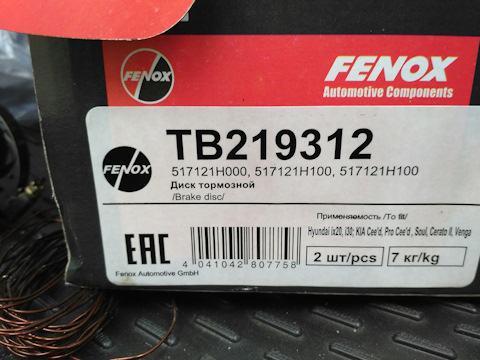 FENOX
FENOX
Automotive Components
TB219312
FENOX
517121H000, 517121H100, 517121H100
Диск тормозной
/Brake disc/
Применяемость /To fit/
Hyundai ix20, i30; KIA Cee'd, Pro Cee'd , Soul, Cerato II, Venga
EAC
4 041042 807758
2 шт/pcs
7 кг/kg
Fenox Automotive GmbH